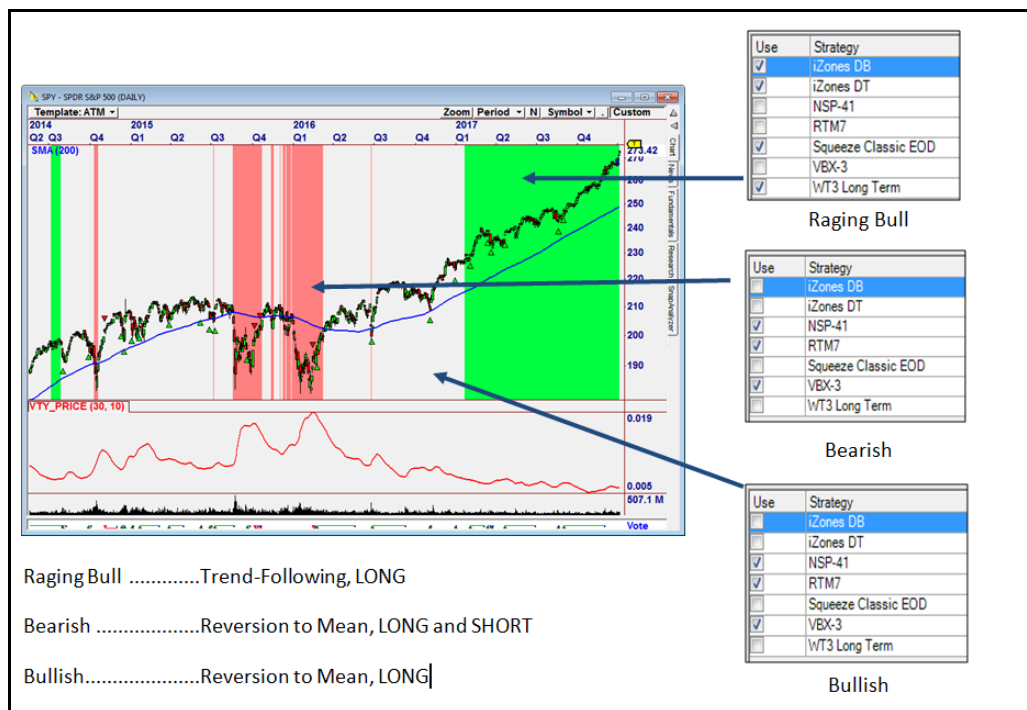 SPY - SPDR S&P 500 (DAILY)
Template: ATM
Zoom Period N Symbol . Custom
2014 2015 2016 2017
Q2 Q3 Q4 Q1 Q2 Q3 Q4 Q1 Q2 Q3 Q4 Q1 Q2 Q3 Q4
SMA (200)
273.42
270
260
250
240
230
220
210
200
190
Chart
News
Fundamentals
Research
SnapAnalyzer
VTY_PRICE (30, 10)
0.019
0.005
507.1 M
Vote
Use Strategy
iZones DB
iZones DT
NSP-41
RTM7
Squeeze Classic EOD
VBX-3
WT3 Long Term
Raging Bull
Use Strategy
iZones DB
iZones DT
NSP-41
RTM7
Squeeze Classic EOD
VBX-3
WT3 Long Term
Bearish
Use Strategy
iZones DB
iZones DT
NSP-41
RTM7
Squeeze Classic EOD
VBX-3
WT3 Long Term
Bullish
Raging Bull .............Trend-Following, LONG
Bearish ...................Reversion to Mean, LONG and SHORT
Bullish.....................Reversion to Mean, LONG